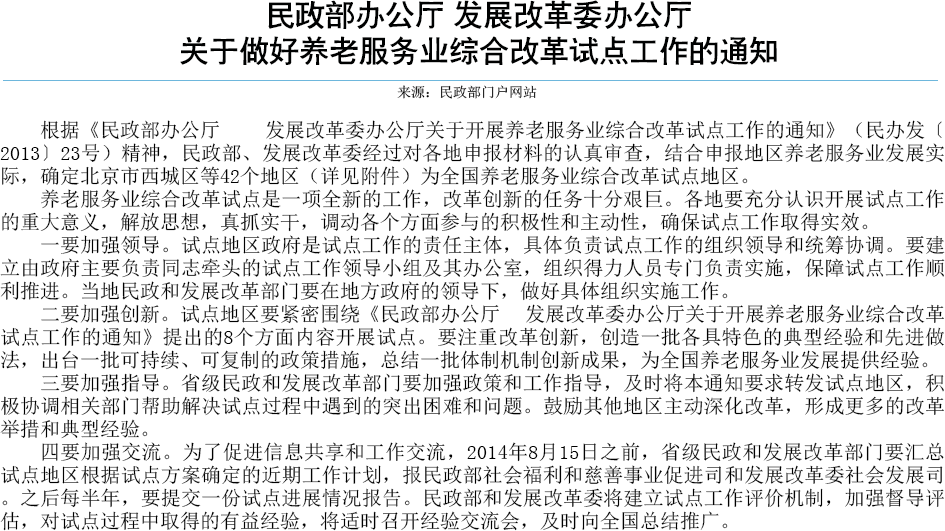 民政部办公厅 发展改革委办公厅
关于做好养老服务业综合改革试点工作的通知
来源：民政部门户网站
根据《民政部办公厅　　发展改革委办公厅关于开展养老服务业综合改革试点工作的通知》（民办发〔
2013〕23号）精神，民政部、发展改革委经过对各地申报材料的认真审查，结合申报地区养老服务业发展实
际，确定北京市西城区等42个地区（详见附件）为全国养老服务业综合改革试点地区。
养老服务业综合改革试点是一项全新的工作，改革创新的任务十分艰巨。各地要充分认识开展试点工作
的重大意义，解放思想，真抓实干，调动各个方面参与的积极性和主动性，确保试点工作取得实效。
一要加强领导。试点地区政府是试点工作的责任主体，具体负责试点工作的组织领导和统筹协调。要建
立由政府主要负责同志牵头的试点工作领导小组及其办公室，组织得力人员专门负责实施，保障试点工作顺
利推进。当地民政和发展改革部门要在地方政府的领导下，做好具体组织实施工作。
二要加强创新。试点地区要紧密围绕《民政部办公厅　发展改革委办公厅关于开展养老服务业综合改革
试点工作的通知》提出的8个方面内容开展试点。要注重改革创新，创造一批各具特色的典型经验和先进做
法，出台一批可持续、可复制的政策措施，总结一批体制机制创新成果，为全国养老服务业发展提供经验。
三要加强指导。省级民政和发展改革部门要加强政策和工作指导，及时将本通知要求转发试点地区，积
极协调相关部门帮助解决试点过程中遇到的突出困难和问题。鼓励其他地区主动深化改革，形成更多的改革
举措和典型经验。
四要加强交流。为了促进信息共享和工作交流，2014年8月15日之前，省级民政和发展改革部门要汇总
试点地区根据试点方案确定的近期工作计划，报民政部社会福利和慈善事业促进司和发展改革委社会发展司
。之后每半年，要提交一份试点进展情况报告。民政部和发展改革委将建立试点工作评价机制，加强督导评
估，对试点过程中取得的有益经验，将适时召开经验交流会，及时向全国总结推广。